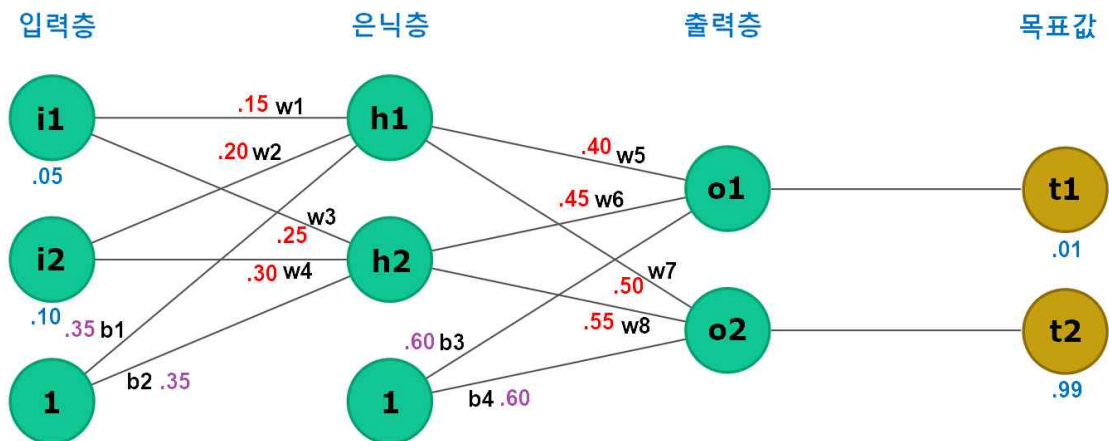 입력층 은닉층 출력층 목표값
i1 .15 w1 h1
.20 w2 .40 w5 o1 t1
.05 .45 w6 .01
w3
i2 .25 h2 w7
.30 w4 .50
.10 .55 w8 o2 t2
.35 b1 .60 b3
b2 .35 b4 .60 .99
1 1